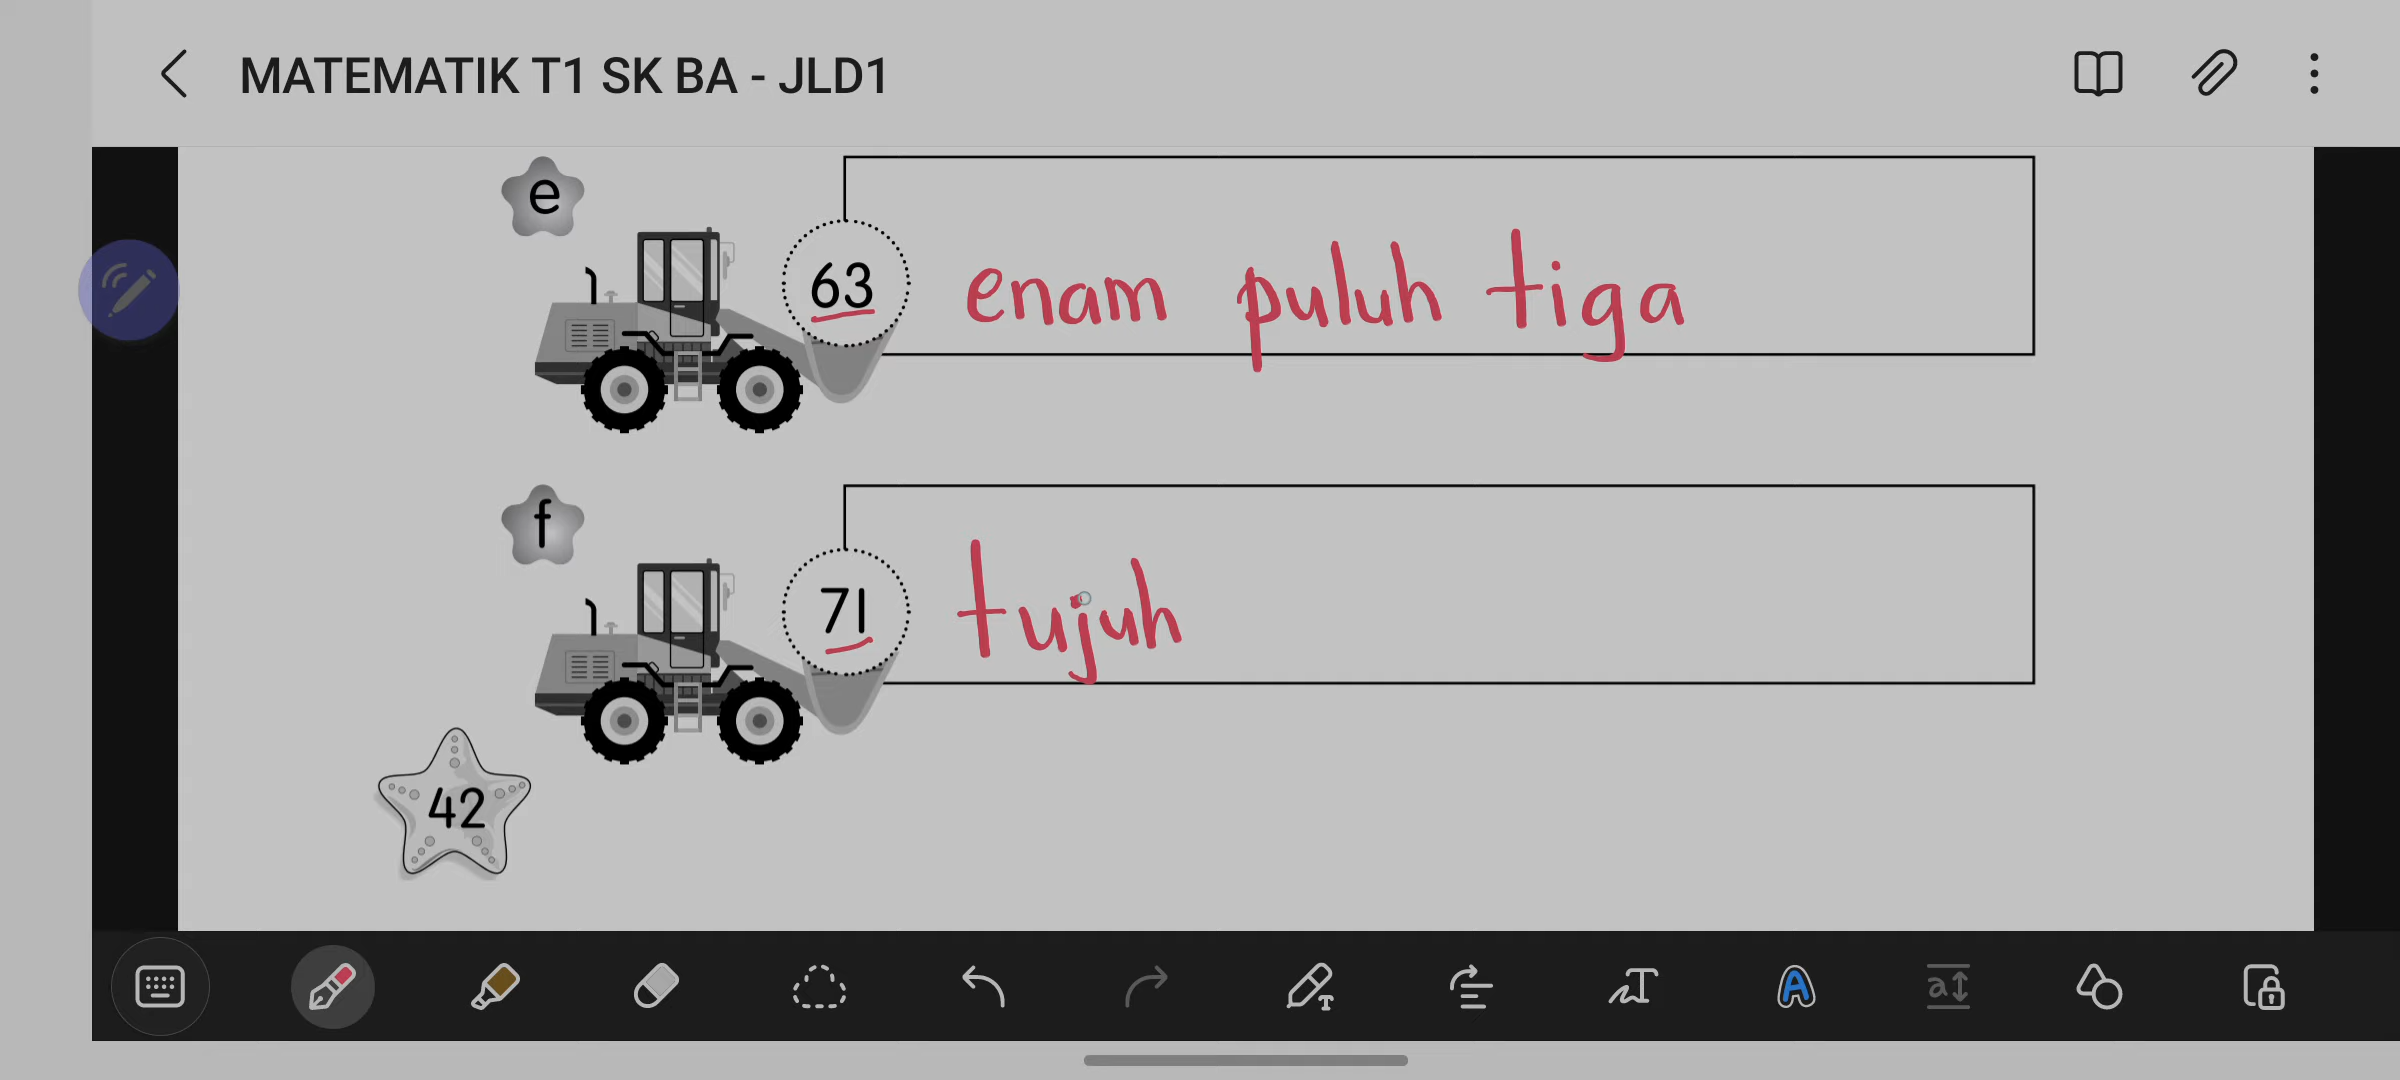 MATEMATIK T1 SK BA - JLD1
e
63 enam puluh tiga
f
71 tujuh
42